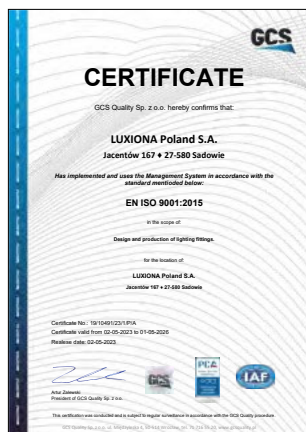 GCS
CERTIFICATE
GCS Quality Sp. z o.o. hereby confirms that:
LUXIONA Poland S.A.
Jacentów 167 ♦ 27-580 Sadowie
Has implemented and uses the Management System in accordance with the
standard mentioded below:
EN ISO 9001:2015
in the scope of:
Design and production of lighting fittings.
for the location of:
LUXIONA Poland S.A.
Jacentów 167 ♦ 27-580 Sadowie
Certificate No.: 19/10491/23/1/P/A
Certificate valid from 02-05-2023 to 01-05-2026
Realese date: 02-05-2023
Artur Zalewski
President of GCS Quality
GCS
PCA
IAF
This certification was conducted and is subject to regular surveillance in accordance with the GCS Quality procedure.